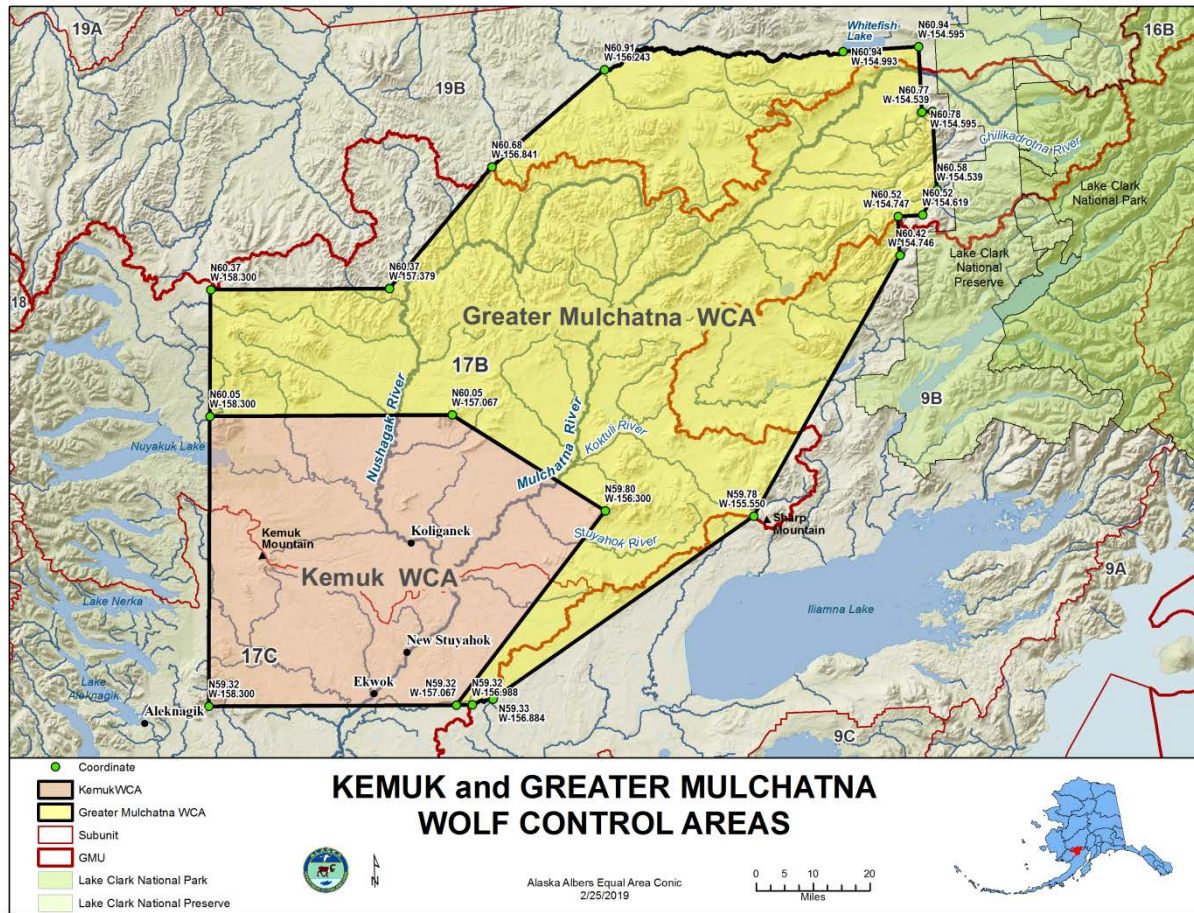 19A
16B
Whitefish
Lake
N60.94
W-154.595
N60.91
W-156.243
N60.94
W-154.993
19B
N60.77
W-154.539
N60.78
W-154.595
Chilikadrotna River
N60.68
W-156.841
N60.58
W-154.539
Lake Clark
National Park
N60.52
W-154.747
N60.52
W-154.619
N60.42
W-154.746
Lake Clark
National
Preserve
18
N60.37
W-158.300
N60.37
W-157.379
Greater Mulchatna WCA
17B
9B
N60.05
W-158.300
N60.05
W-157.067
Nushagak River
Mulchatna River
Koktuli River
Nuyakuk Lake
N59.80
W-156.300
N59.78
W-155.550
Sharp
Mountain
Stuyahok River
Koliganek
Kemuk
Mountain
Kemuk WCA
9A
Lake Nerka
Iliamna Lake
New Stuyahok
17C
Ekwok
Lake
Aleknagik
Aleknagik
N59.32
W-158.300
N59.32
W-157.067
N59.32
W-156.988
N59.33
W-156.884
9C
Coordinate
KemukWCA
Greater Mulchatna WCA
Subunit
GMU
Lake Clark National Park
Lake Clark National Preserve
KEMUK and GREATER MULCHATNA
WOLF CONTROL AREAS
ALASKA
N
Alaska Albers Equal Area Conic
2/25/2019
0 5 10 20
Miles